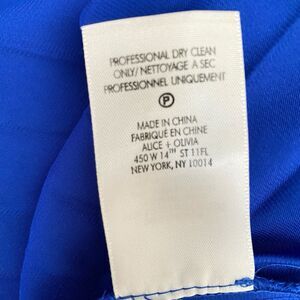 PROFESSIONAL DRY CLEAN
ONLY/ NETTOYAGE A SEC
PROFESSIONNEL UNIQUEMENT
P
MADE IN CHINA
FABRIQUE EN CHINE
ALICE + OLIVIA
450 W 14TH ST 11FL
NEW YORK, NY 10014